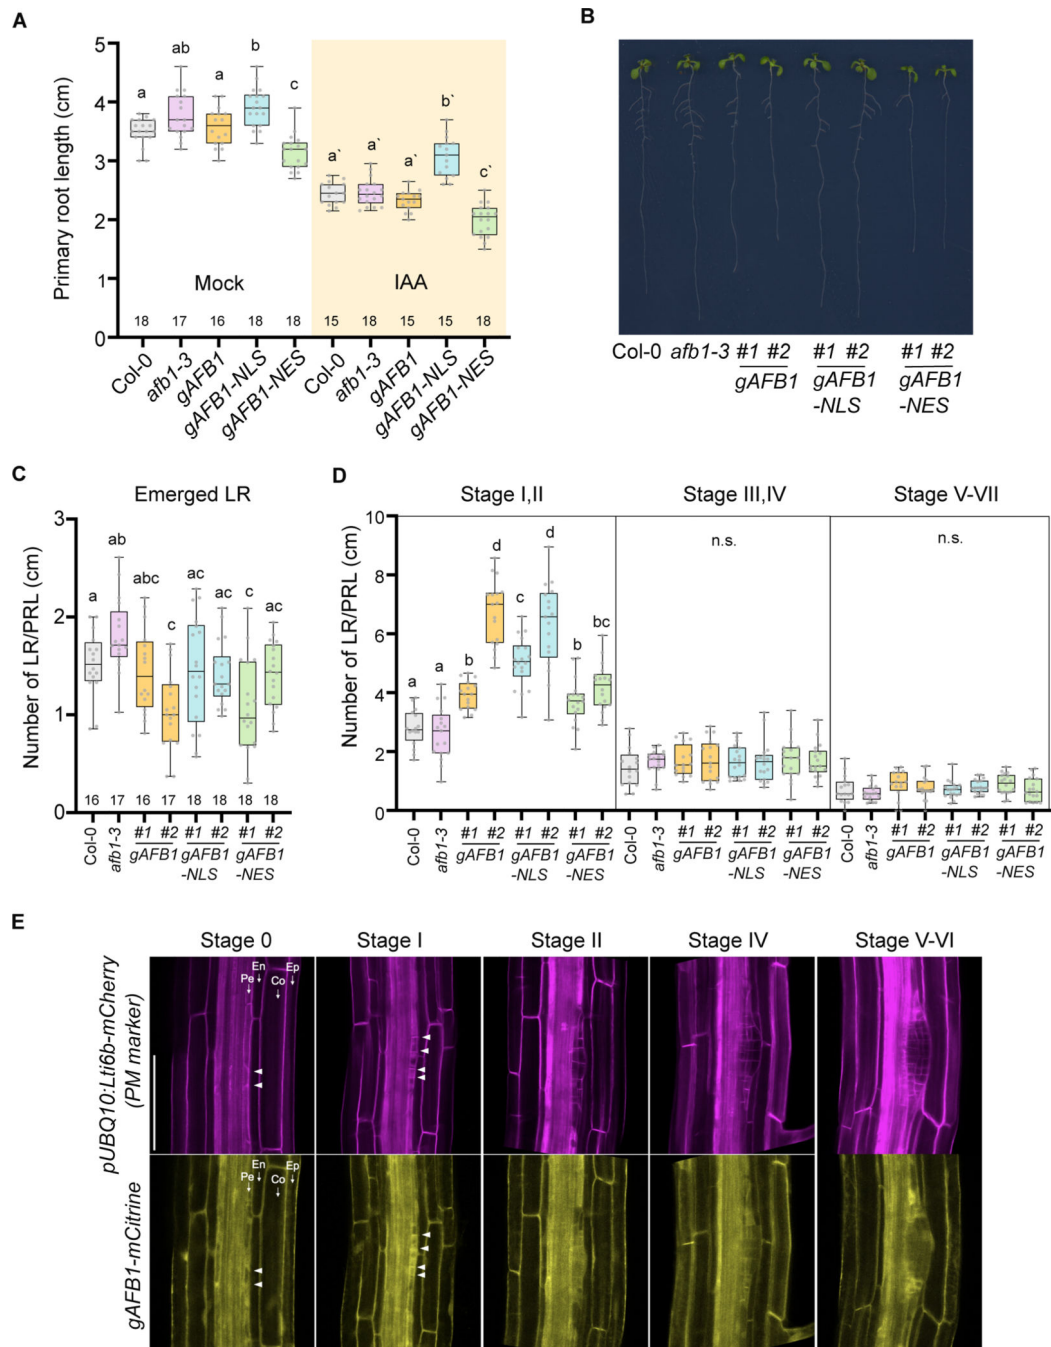 A
Primary root length (cm)
5
4
3
2
1
0
a
ab
a
b
c
a`
a`
a`
b`
c`
Mock
IAA
18 17 16 18 18 15 18 15 15 18
Col-0
afb1-3
gAFB1
gAFB1-NLS
gAFB1-NES
Col-0
afb1-3
gAFB1
gAFB1-NLS
gAFB1-NES
B
Col-0 afb1-3 #1 #2 #1 #2 #1 #2
gAFB1 gAFB1 gAFB1
-NLS -NES
C
Emerged LR
Number of LR/PRL (cm)
3
2
1
0
a ab abc c ac ac c ac
16 17 16 17 18 18 18 18
Col-0 afb1-3 #1 #2 #1 #2 #1 #2
gAFB1 gAFB1 gAFB1
-NLS -NES
D
Stage I,II Stage III,IV Stage V-VII
Number of LR/PRL (cm)
10
8
6
4
2
0
a a b d c d b bc
n.s.
n.s.
Col-0 afb1-3 #1 #2 #1 #2 #1 #2
gAFB1 gAFB1 gAFB1
-NLS -NES
Col-0 afb1-3 #1 #2 #1 #2 #1 #2
gAFB1 gAFB1 gAFB1
-NLS -NES
Col-0 afb1-3 #1 #2 #1 #2 #1 #2
gAFB1 gAFB1 gAFB1
-NLS -NES
E
Stage 0 Stage I Stage II Stage IV Stage V-VI
pUBQ10:Lti6b-mCherry
(PM marker)
Pe En Co Ep
gAFB1-mCitrine
Pe En Co Ep